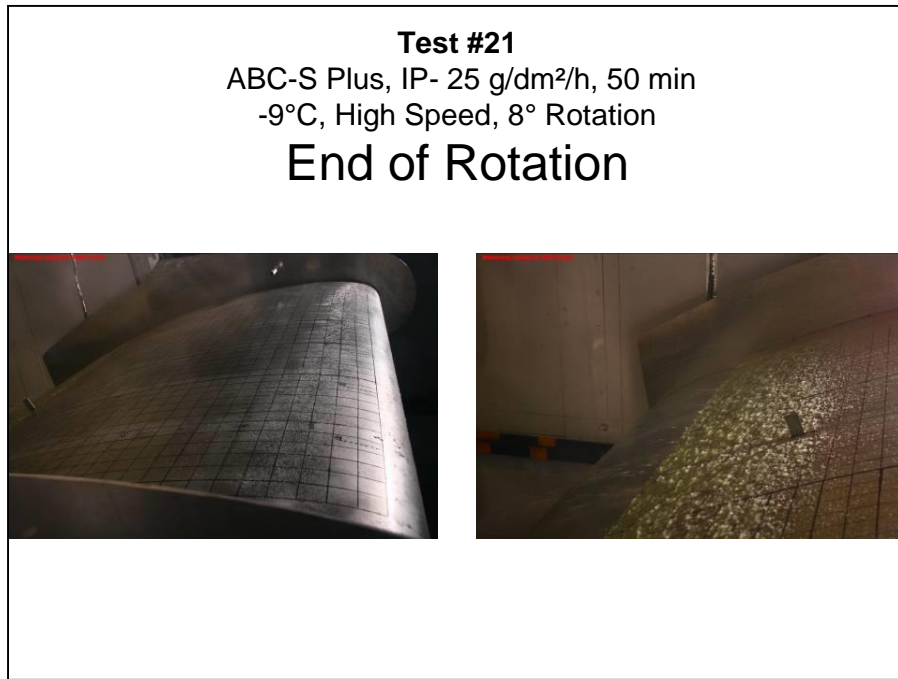 Test #21
ABC-S Plus, IP- 25 g/dm²/h, 50 min
-9°C, High Speed, 8° Rotation
End of Rotation